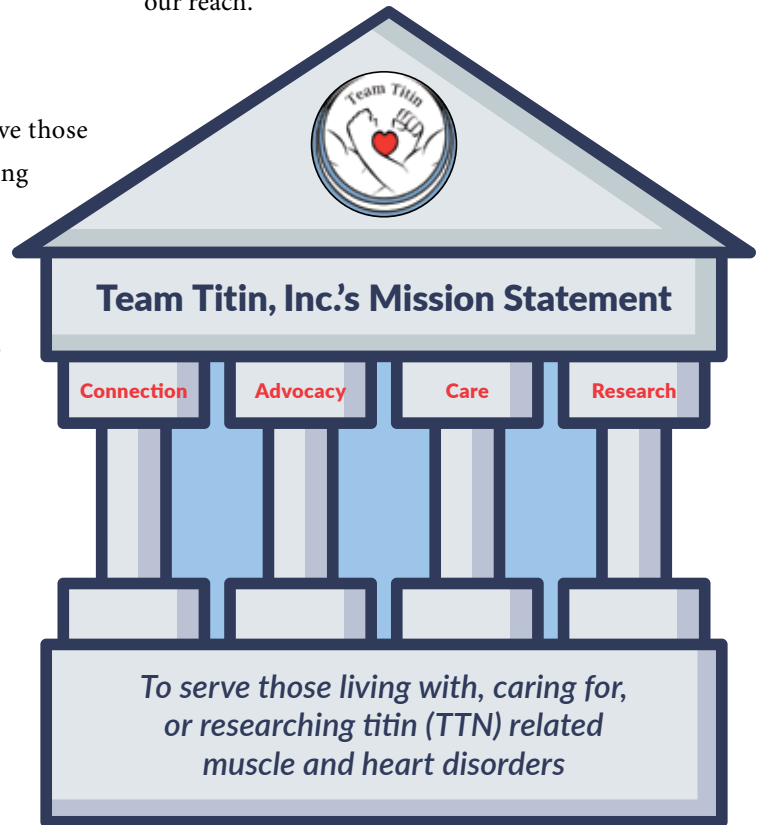 our reach.
ve those
ng
Team Titin
Team Titin, Inc.'s Mission Statement
Connection
Advocacy
Care
Research
To serve those living with, caring for,
or researching titin (TTN) related
muscle and heart disorders